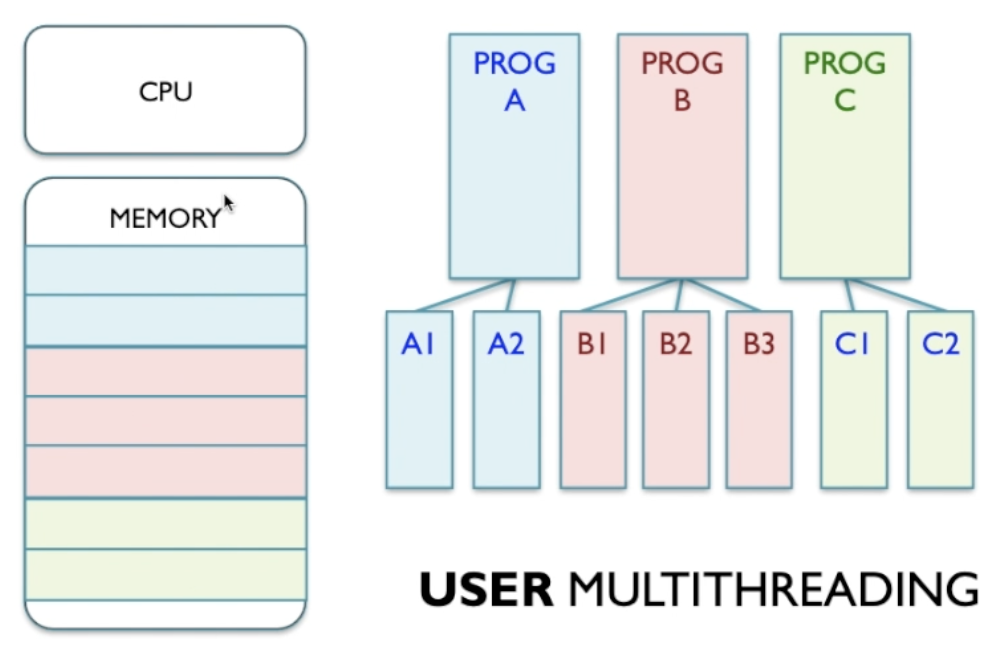 CPU
MEMORY
PROG
A
PROG
B
PROG
C
A1
A2
B1
B2
B3
C1
C2
USER MULTITHREADING